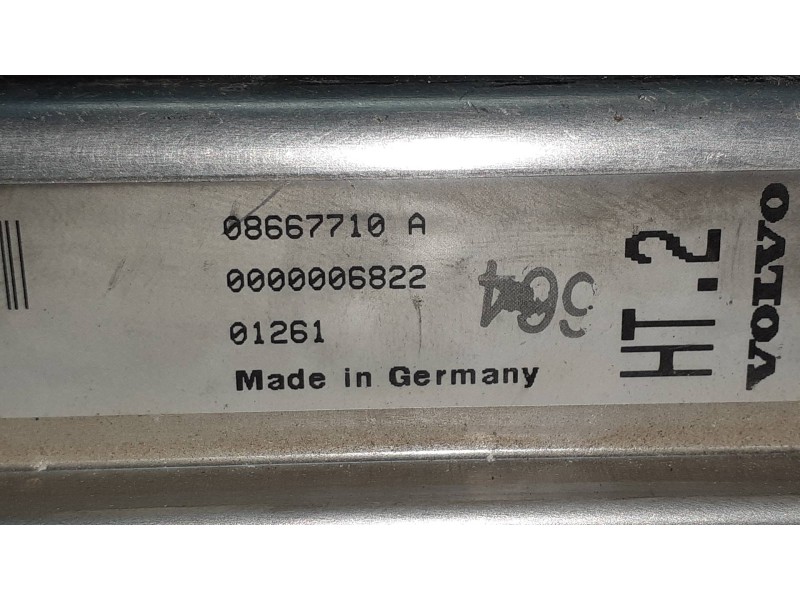 08667710 A
0000006822
01261
Made in Germany
HT.2
VOLVO